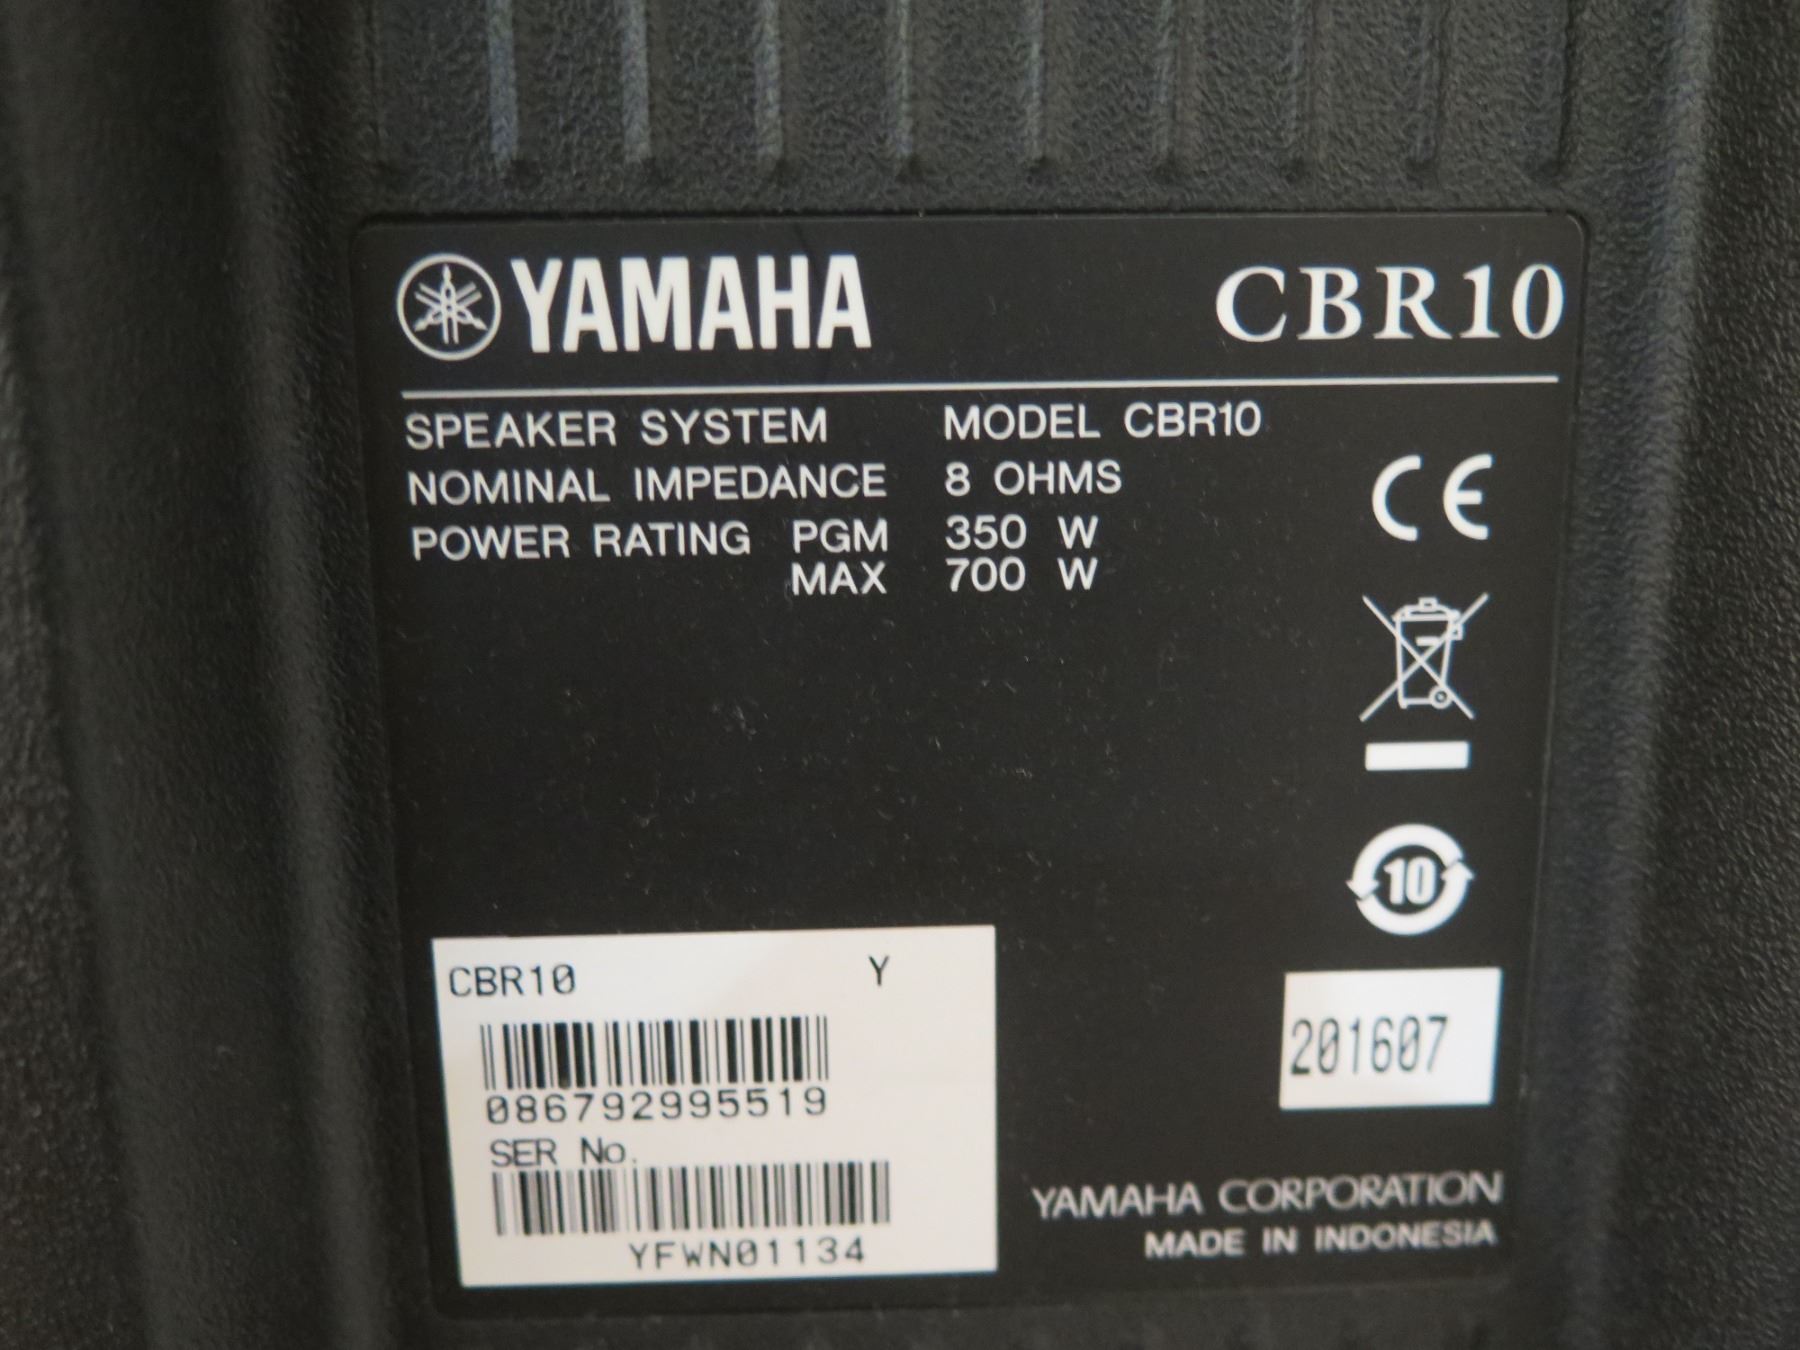 YAMAHA CBR10
SPEAKER SYSTEM MODEL CBR10
NOMINAL IMPEDANCE 8 OHMS
POWER RATING PGM 350 W
MAX 700 W
CE
10
CBR10 Y
086792995519
SER No.
YFWN01134
201607
YAMAHA CORPORATION
MADE IN INDONESIA